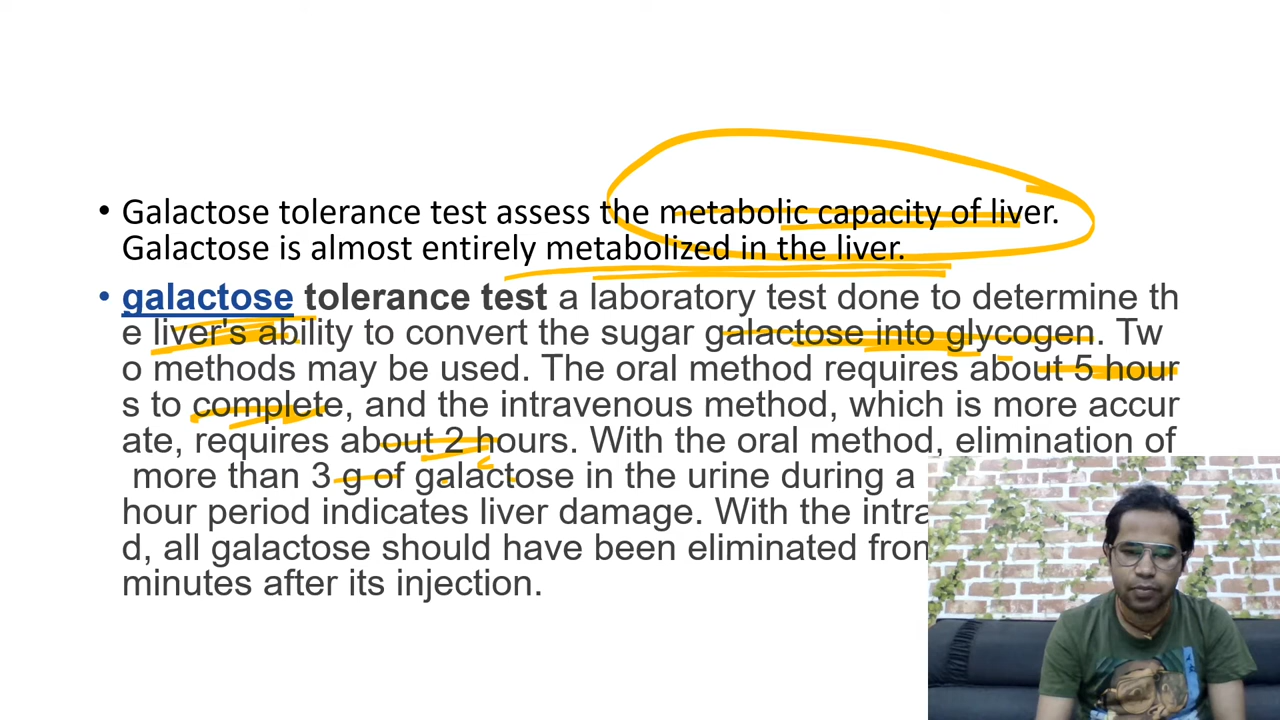 • Galactose tolerance test assess the metabolic capacity of liver.
Galactose is almost entirely metabolized in the liver.
• galactose tolerance test a laboratory test done to determine th
e liver's ability to convert the sugar galactose into glycogen. Tw
o methods may be used. The oral method requires about 5 hour
s to complete, and the intravenous method, which is more accur
ate, requires about 2 hours. With the oral method, elimination of
more than 3 g of galactose in the urine during a
hour period indicates liver damage. With the intra
d, all galactose should have been eliminated from
minutes after its injection.